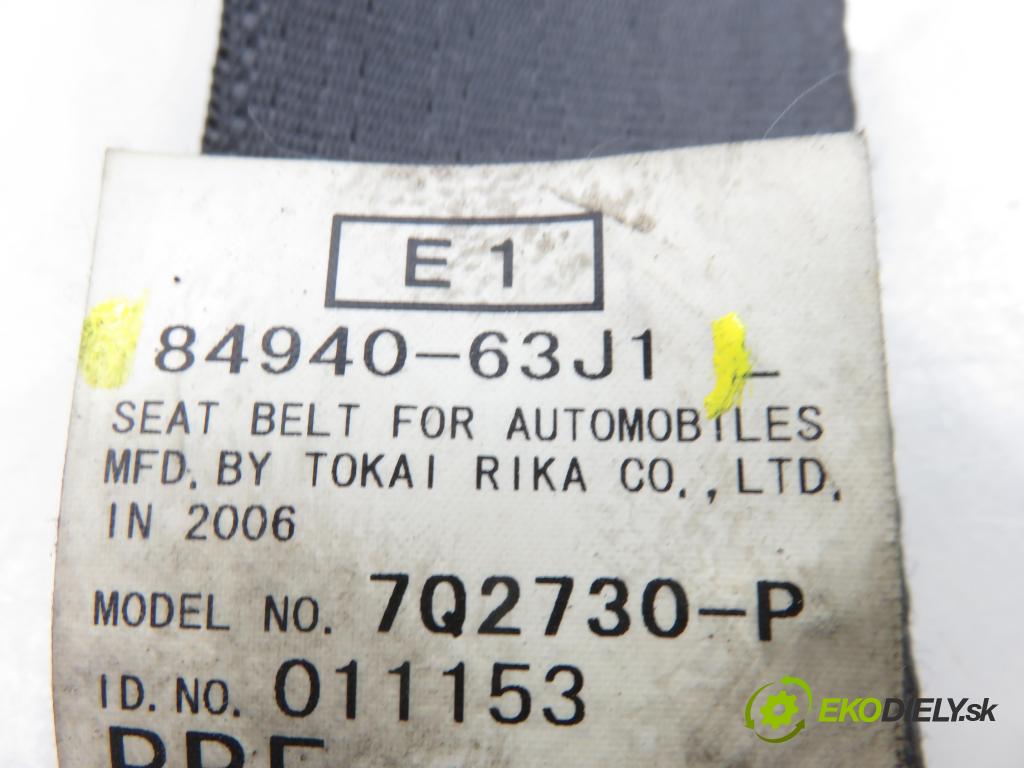 E1
84940-63J1 _
SEAT BELT FOR AUTOMOBILES
MFD. BY TOKAI RIKA CO., LTD.
IN 2006
MODEL NO. 7Q2730-P
ID. NO. 011153
EKODIELY.sk